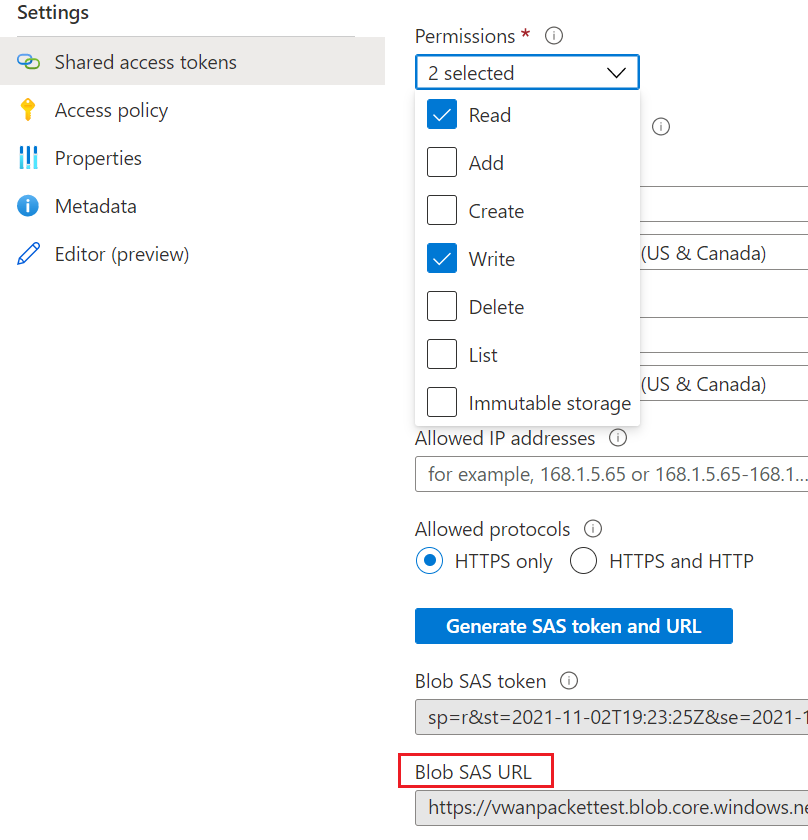 Settings
Shared access tokens
Access policy
Properties
Metadata
Editor (preview)
Permissions *
2 selected
Read
Add
Create
Write
Delete
List
Immutable storage
(US & Canada)
(US & Canada)
Allowed IP addresses
for example, 168.1.5.65 or 168.1.5.65-168.1...
Allowed protocols
HTTPS only
HTTPS and HTTP
Generate SAS token and URL
Blob SAS token
sp=r&st=2021-11-02T19:23:25Z&se=2021-1
Blob SAS URL
https://vwanpackettest.blob.core.windows.ne